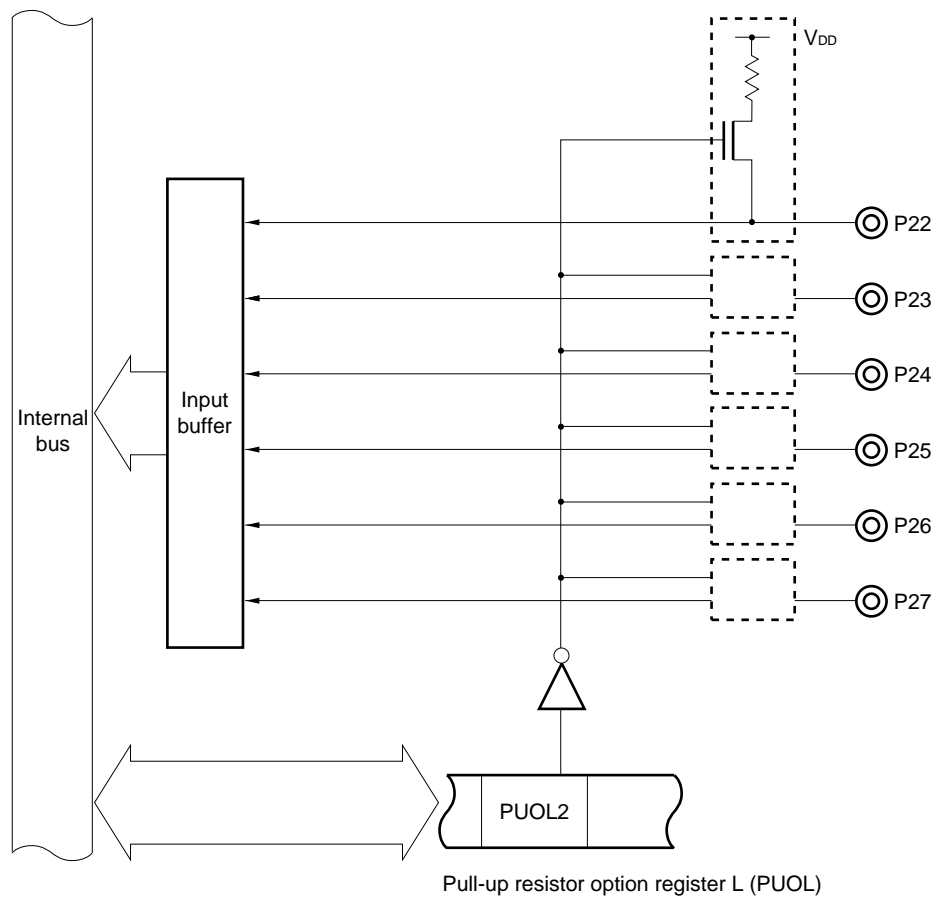 VDD
P22
P23
P24
P25
P26
P27
Internal
bus
Input
buffer
PUOL2
Pull-up resistor option register L (PUOL)